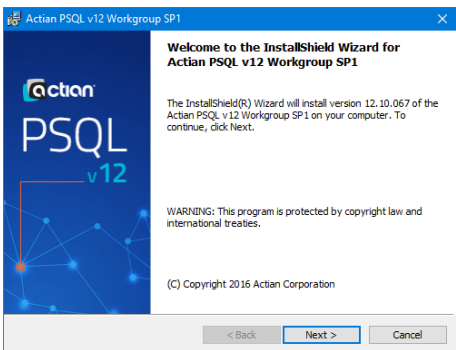 Actian PSQL v12 Workgroup SP1
Welcome to the InstallShield Wizard for
Actian PSQL v12 Workgroup SP1
actian
PSQL
v12
The InstallShield(R) Wizard will install version 12.10.067 of the
Actian PSQL v12 Workgroup SP1 on your computer. To
continue, click Next.
WARNING: This program is protected by copyright law and
international treaties.
(C) Copyright 2016 Actian Corporation
< Back
Next >
Cancel